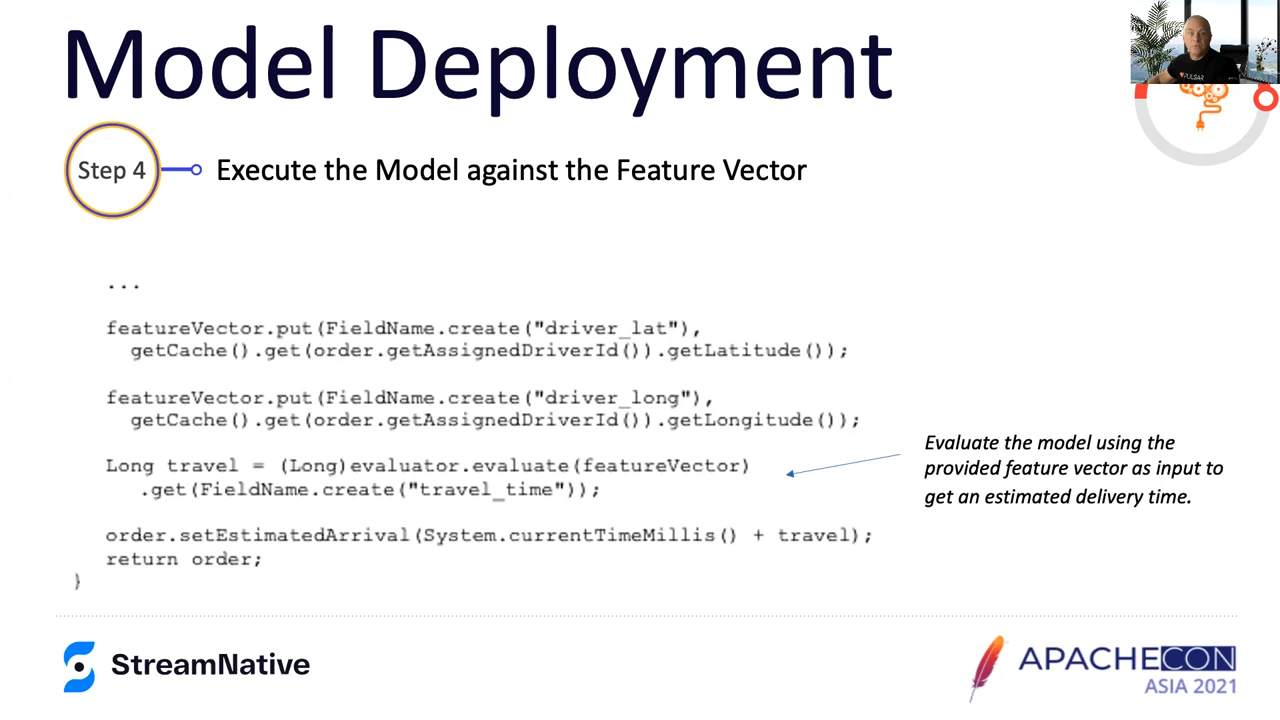 Model Deployment
PULSAR
Step 4
Execute the Model against the Feature Vector
...
featureVector.put(FieldName.create("driver_lat"),
getCache().get(order.getAssignedDriverId()).getLatitude());
featureVector.put(FieldName.create("driver_long"),
getCache().get(order.getAssignedDriverId()).getLongitude());
Long travel = (Long)evaluator.evaluate(featureVector)
.get(FieldName.create("travel_time"));
Evaluate the model using the
provided feature vector as input to
get an estimated delivery time.
order.setEstimatedArrival(System.currentTimeMillis() + travel);
return order;
}
StreamNative
APACHECON
ASIA 2021